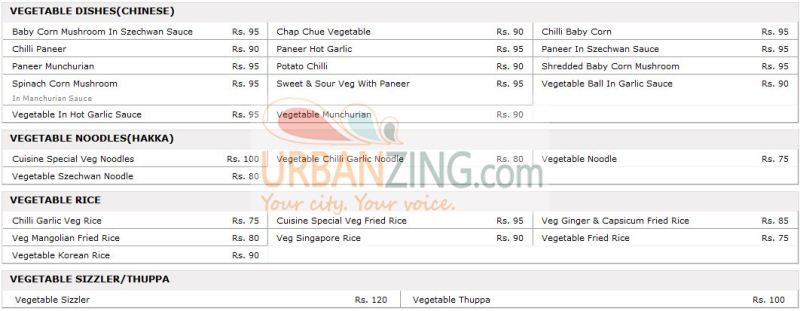 VEGETABLE DISHES(CHINESE)
Baby Corn Mushroom In Szechwan Sauce Rs. 95 Chap Chue Vegetable Rs. 90 Chilli Baby Corn Rs. 95
Chilli Paneer Rs. 90 Paneer Hot Garlic Rs. 95 Paneer In Szechwan Sauce Rs. 95
Paneer Munchurian Rs. 95 Potato Chilli Rs. 90 Shredded Baby Corn Mushroom Rs. 95
Spinach Corn Mushroom Rs. 95 Sweet & Sour Veg With Paneer Rs. 95 Vegetable Ball In Garlic Sauce Rs. 90
In Manchurian Sauce
Vegetable In Hot Garlic Sauce Rs. 95 Vegetable Munchurian Rs. 90
VEGETABLE NOODLES(HAKKA)
Cuisine Special Veg Noodles Rs. 100 Vegetable Chilli Garlic Noodle Rs. 80 Vegetable Noodle Rs. 75
Vegetable Szechwan Noodle Rs. 80
URBANZING.com
Your city. Your voice.
VEGETABLE RICE
Chilli Garlic Veg Rice Rs. 75 Cuisine Special Veg Fried Rice Rs. 95 Veg Ginger & Capsicum Fried Rice Rs. 85
Veg Mangolian Fried Rice Rs. 80 Veg Singapore Rice Rs. 90 Vegetable Fried Rice Rs. 75
Vegetable Korean Rice Rs. 90
VEGETABLE SIZZLER/THUPPA
Vegetable Sizzler Rs. 120 Vegetable Thuppa Rs. 100